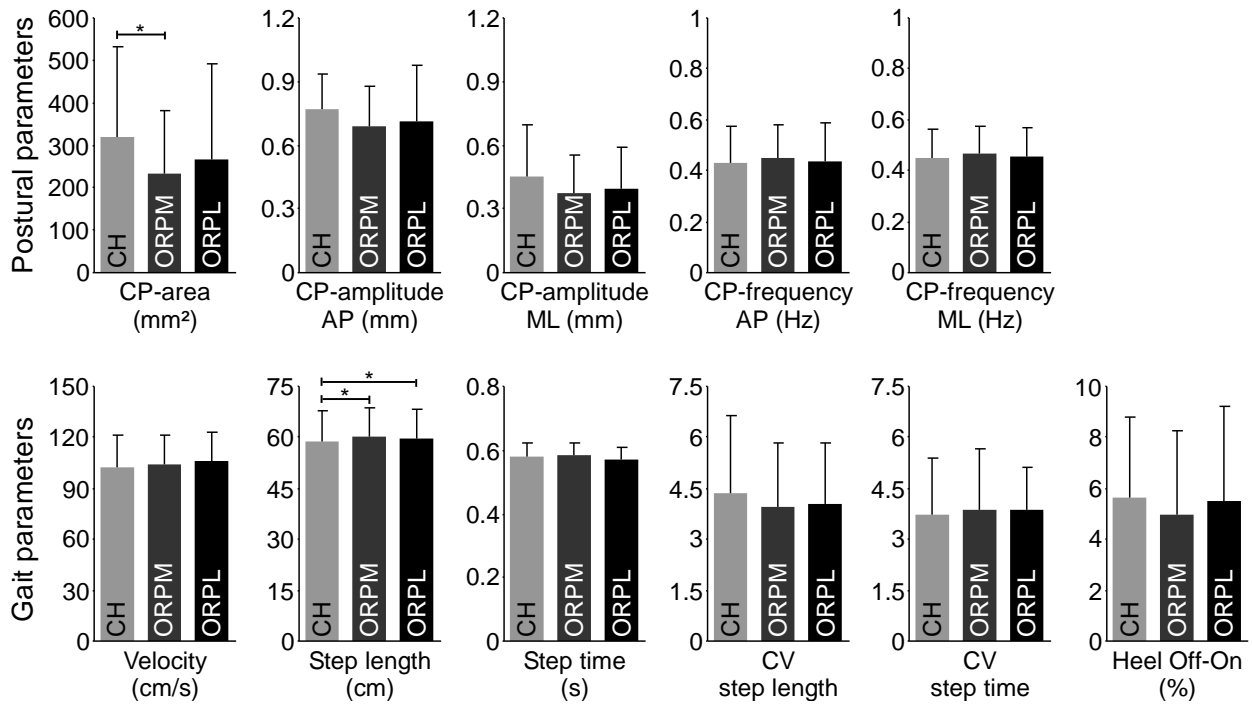 Postural parameters
600
500
400
300
200
100
0
*
CH
ORPM
ORPL
CP-area
(mm²)
1.2
0.9
0.6
0.3
0
CH
ORPM
ORPL
CP-amplitude
AP (mm)
1.2
0.9
0.6
0.3
0
CH
ORPM
ORPL
CP-amplitude
ML (mm)
1
0.8
0.6
0.4
0.2
0
CH
ORPM
ORPL
CP-frequency
AP (Hz)
1
0.8
0.6
0.4
0.2
0
CH
ORPM
ORPL
CP-frequency
ML (Hz)
Gait parameters
150
120
90
60
30
0
CH
ORPM
ORPL
Velocity
(cm/s)
75
60
45
30
15
0
*
*
CH
ORPM
ORPL
Step length
(cm)
0.8
0.6
0.4
0.2
0
CH
ORPM
ORPL
Step time
(s)
7.5
6
4.5
3
1.5
0
CH
ORPM
ORPL
CV
step length
7.5
6
4.5
3
1.5
0
CH
ORPM
ORPL
CV
step time
10
8
6
4
2
0
CH
ORPM
ORPL
Heel Off-On
(%)